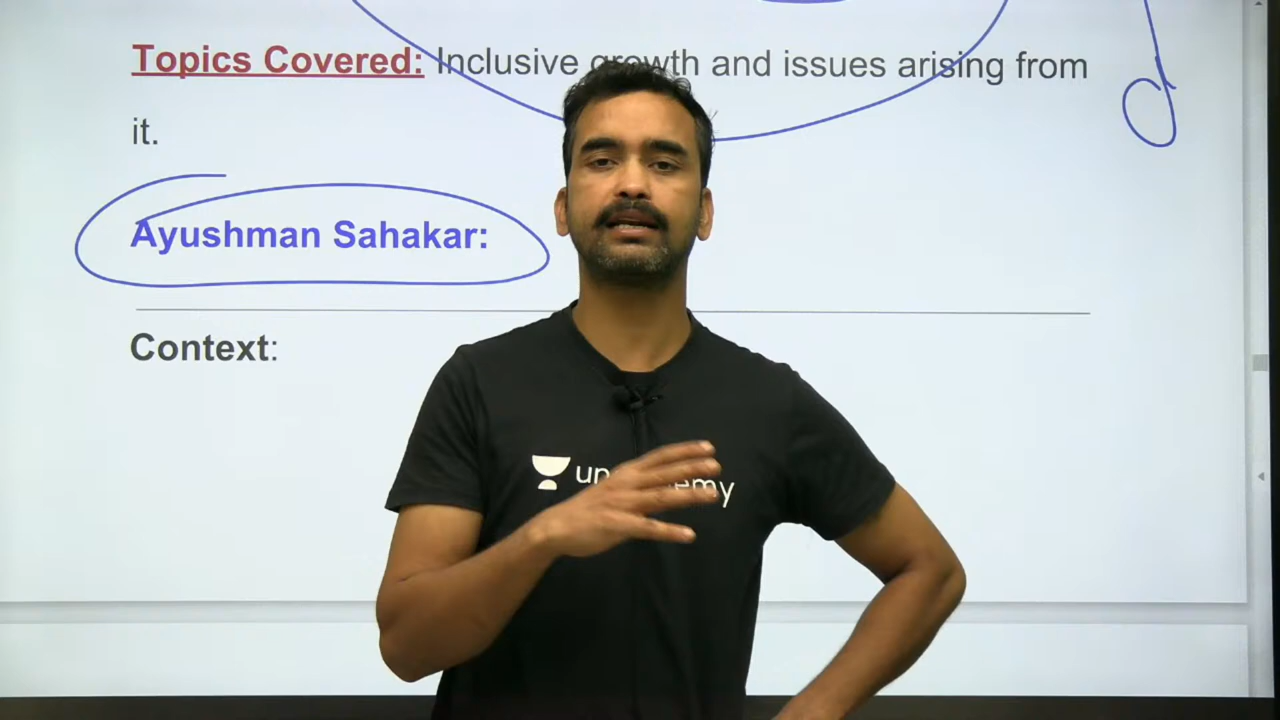 Topics Covered: Inclusive growth and issues arising from
it.
Ayushman Sahakar:
Context:
d